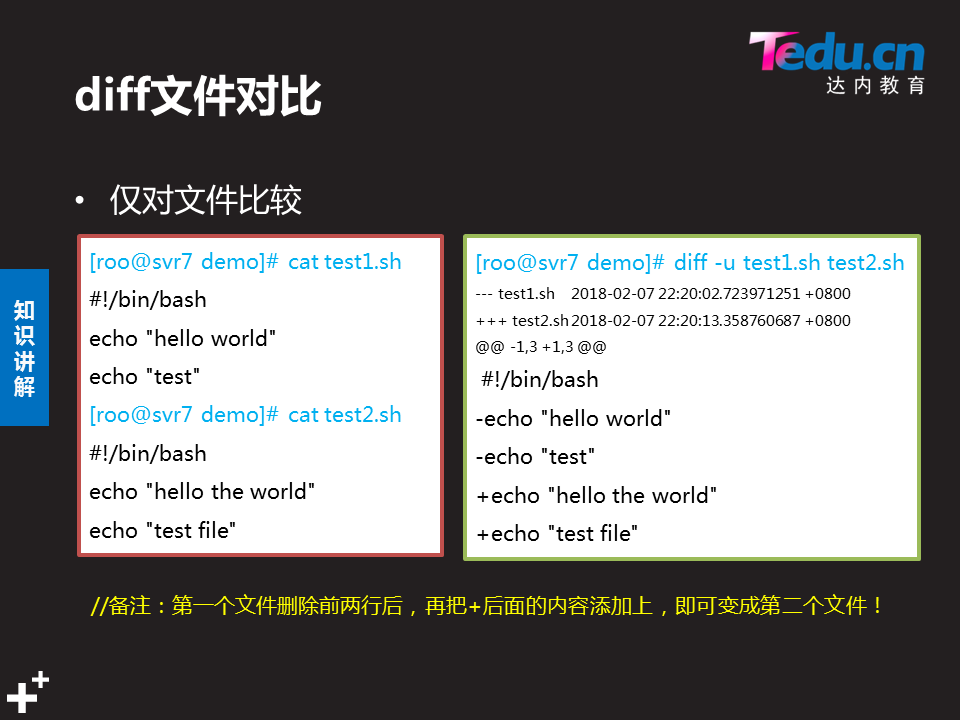 Tedu.cn
达内教育
diff文件对比
• 仅对文件比较
知识讲解
[roo@svr7 demo]# cat test1.sh
#!/bin/bash
echo "hello world"
echo "test"
[roo@svr7 demo]# cat test2.sh
#!/bin/bash
echo "hello the world"
echo "test file"
[roo@svr7 demo]# diff -u test1.sh test2.sh
--- test1.sh 2018-02-07 22:20:02.723971251 +0800
+++ test2.sh 2018-02-07 22:20:13.358760687 +0800
@@ -1,3 +1,3 @@
 #!/bin/bash
-echo "hello world"
-echo "test"
+echo "hello the world"
+echo "test file"
//备注：第一个文件删除前两行后，再把+后面的内容添加上，即可变成第二个文件！